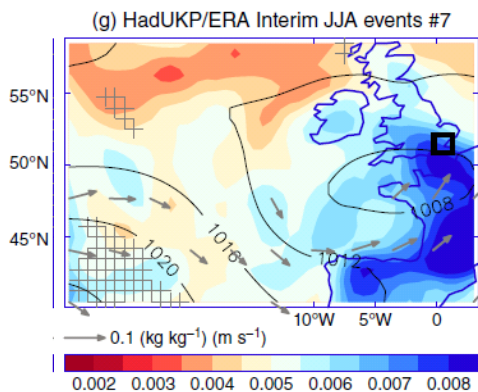 (g) HadUKP/ERA Interim JJA events #7
55°N
50°N
45°N
1008
1016
1012
1020
10°W 5°W 0
0.1 (kg kg⁻¹) (m s⁻¹)
0.002 0.003 0.004 0.005 0.006 0.007 0.008